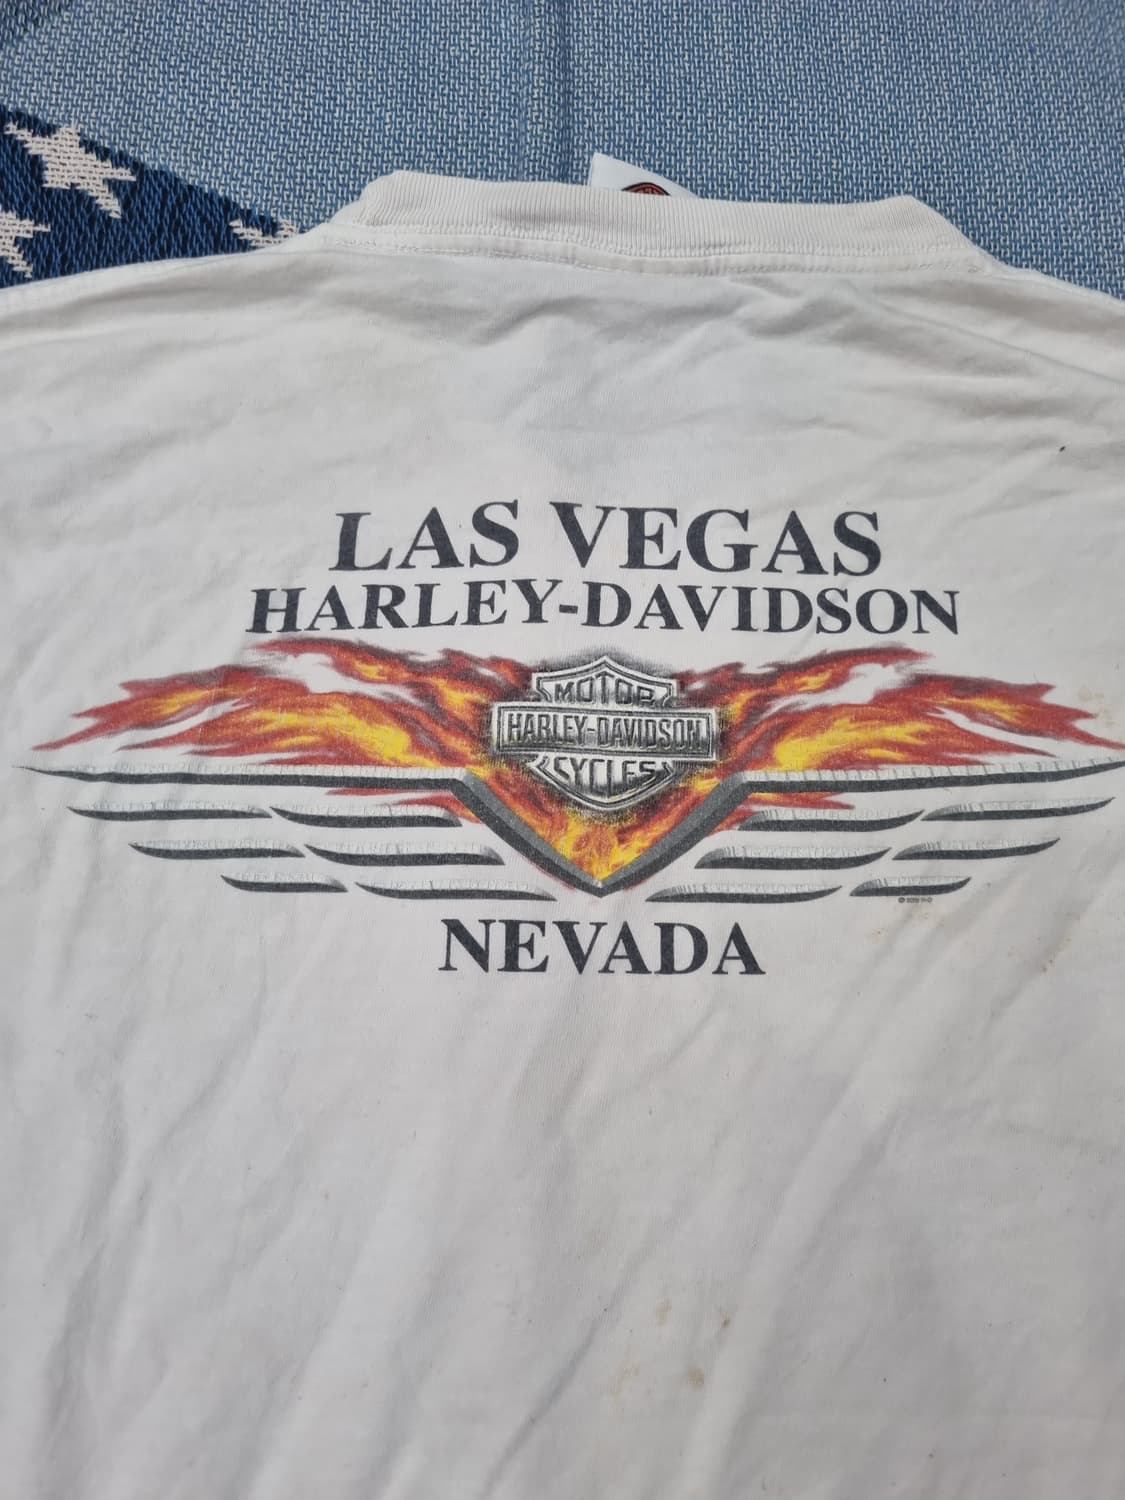 LAS VEGAS
HARLEY-DAVIDSON
MOTOR
HARLEY-DAVIDSON
CYCLES
NEVADA